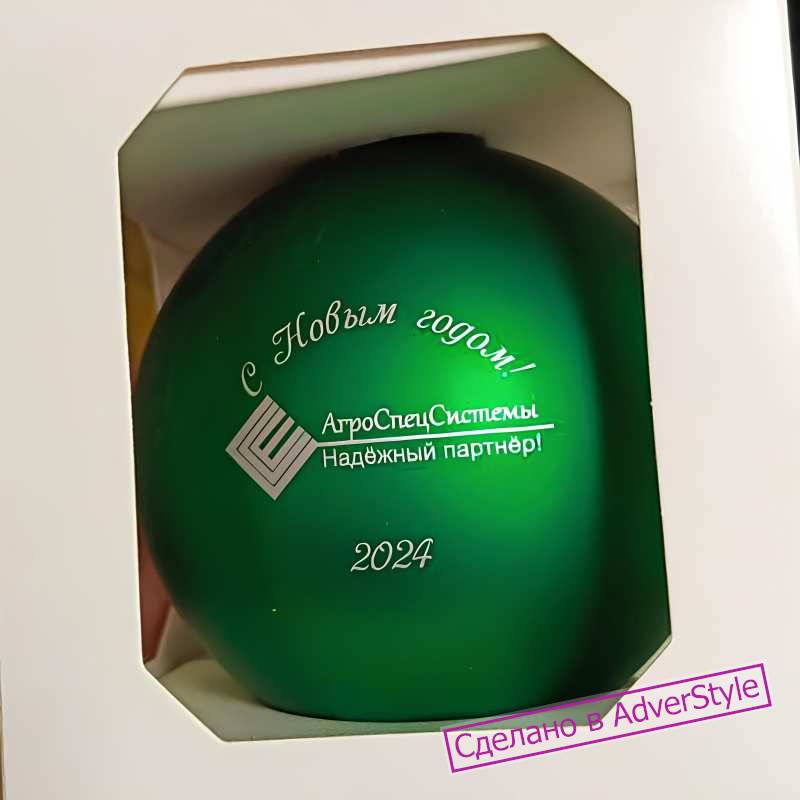 С Новым годом!
АгроСпецСистемы
Надёжный партнёр!
2024
Сделано в AdverStyle